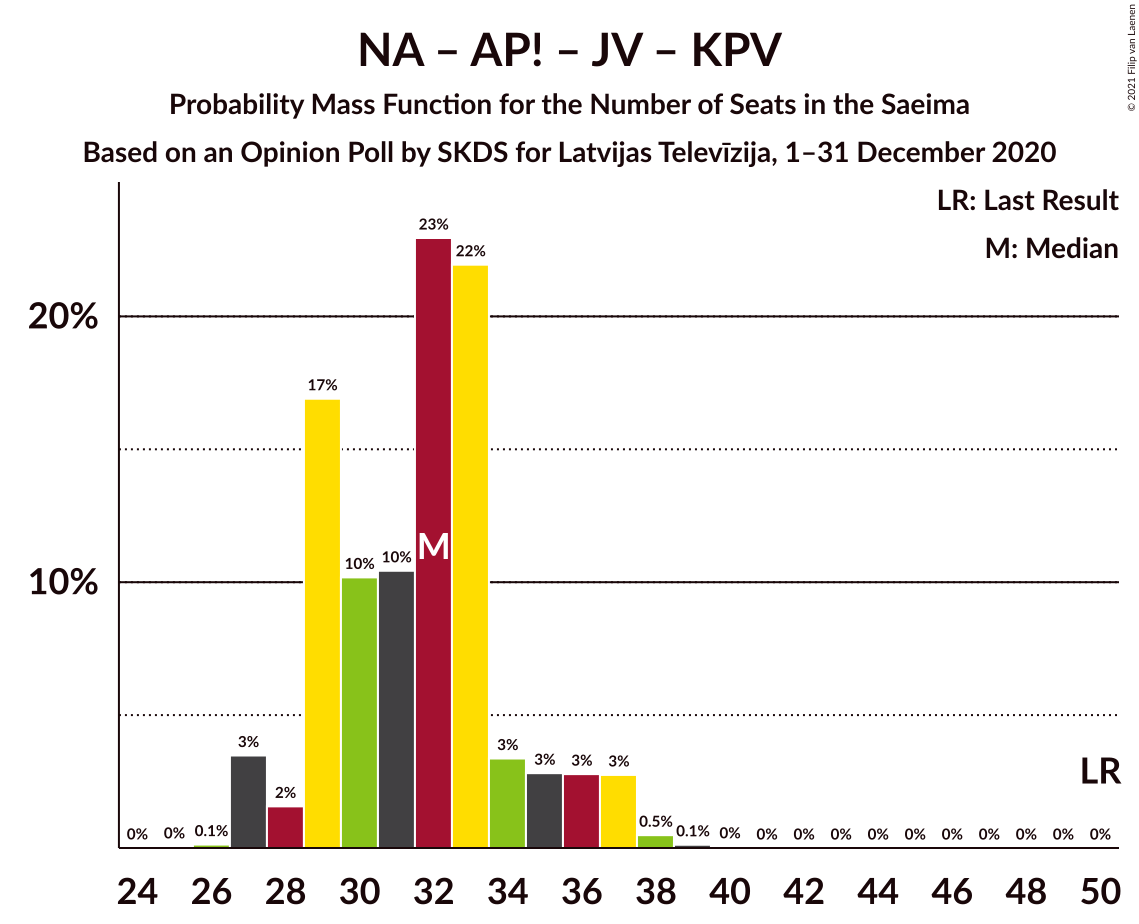 NA – AP! – JV – KPV
Probability Mass Function for the Number of Seats in the Saeima
Based on an Opinion Poll by SKDS for Latvijas Televīzija, 1–31 December 2020
© 2021 Filip van Laenen
LR: Last Result
M: Median
20%
10%
0% 0% 0.1% 3% 2% 17% 10% 10% 23% 22% 3% 3% 3% 3% 0.5% 0.1% 0% 0% 0% 0% 0% 0% 0% 0% 0% 0% 0%
M
LR
24 26 28 30 32 34 36 38 40 42 44 46 48 50